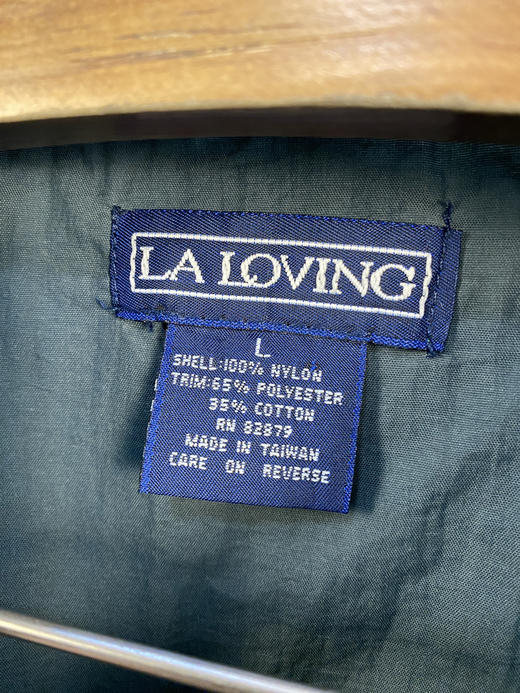 LA LOVING
L
SHELL:100% NYLON
TRIM:65% POLYESTER
35% COTTON
RN 82879
MADE IN TAIWAN
CARE ON REVERSE